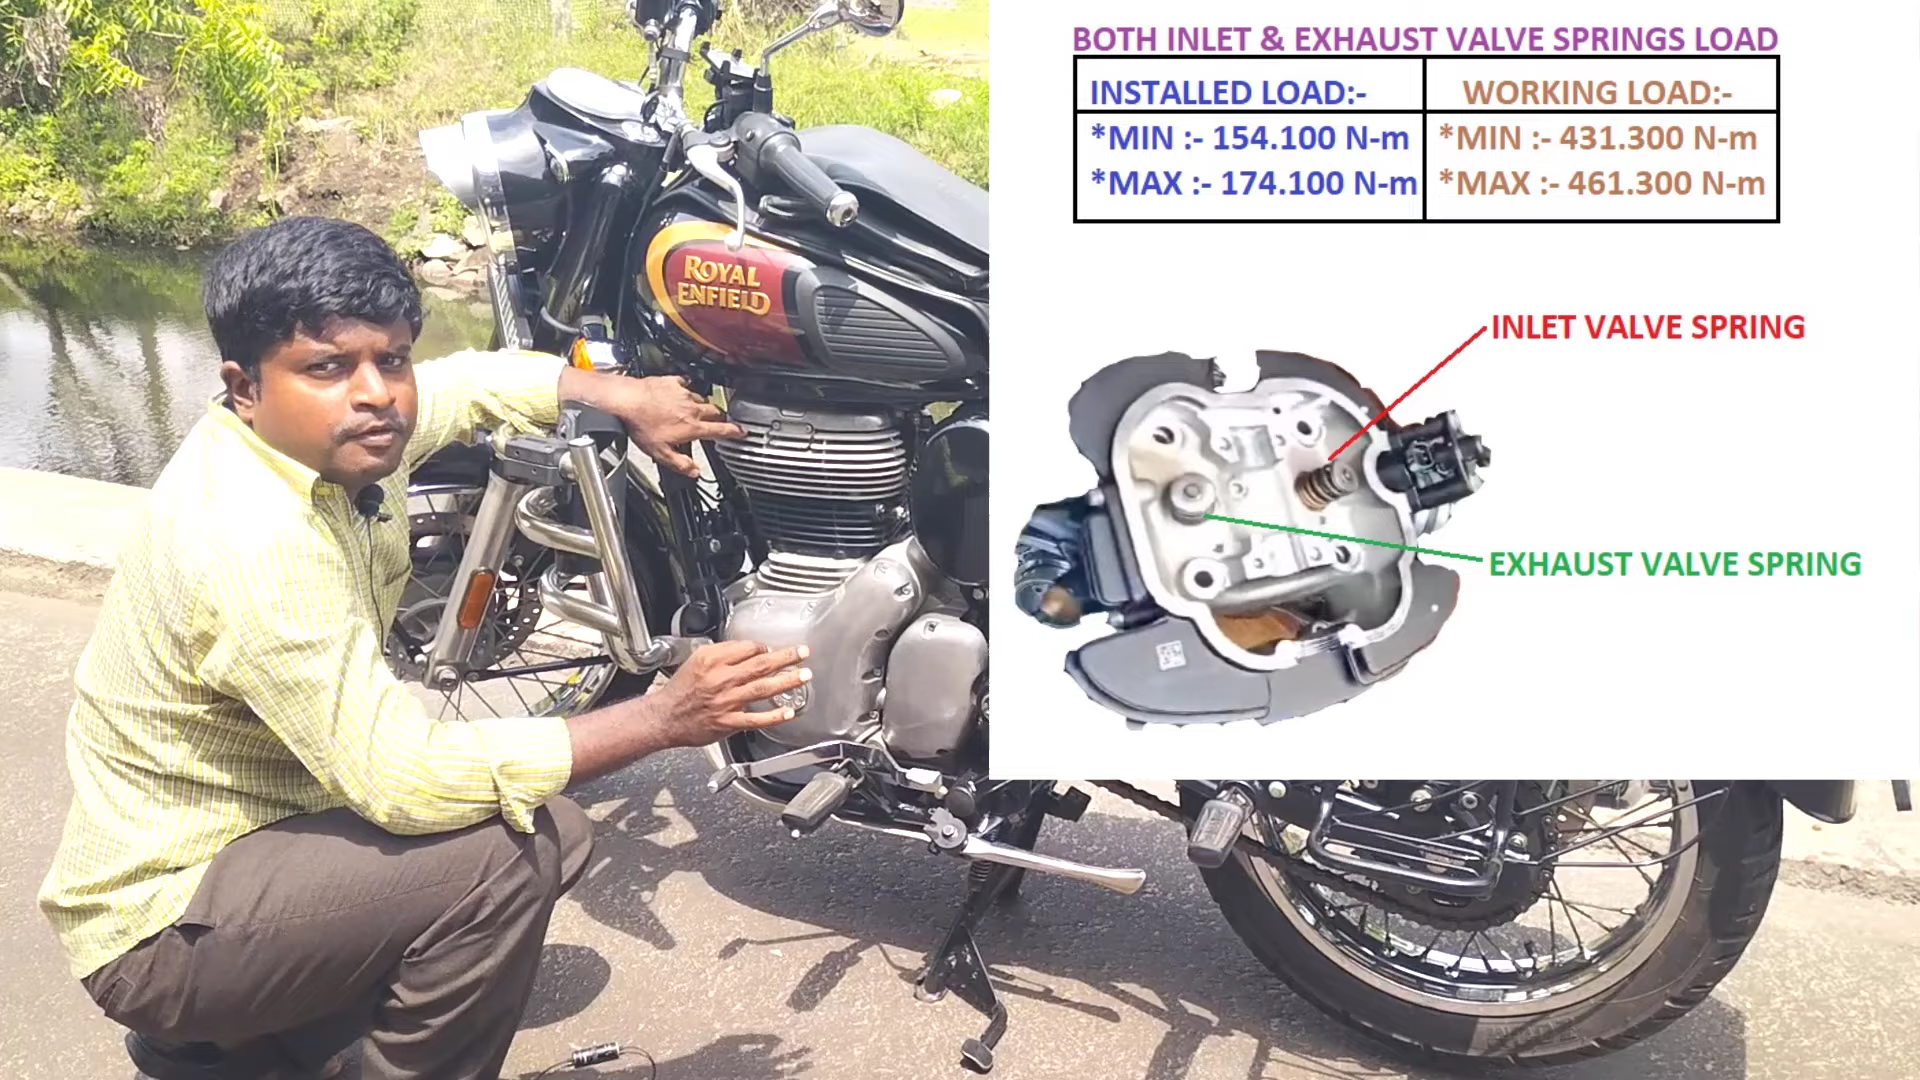 BOTH INLET & EXHAUST VALVE SPRINGS LOAD
INSTALLED LOAD:-
WORKING LOAD:-
*MIN :- 154.100 N-m
*MIN :- 431.300 N-m
*MAX :- 174.100 N-m
*MAX :- 461.300 N-m
INLET VALVE SPRING
EXHAUST VALVE SPRING
ROYAL
ENFIELD